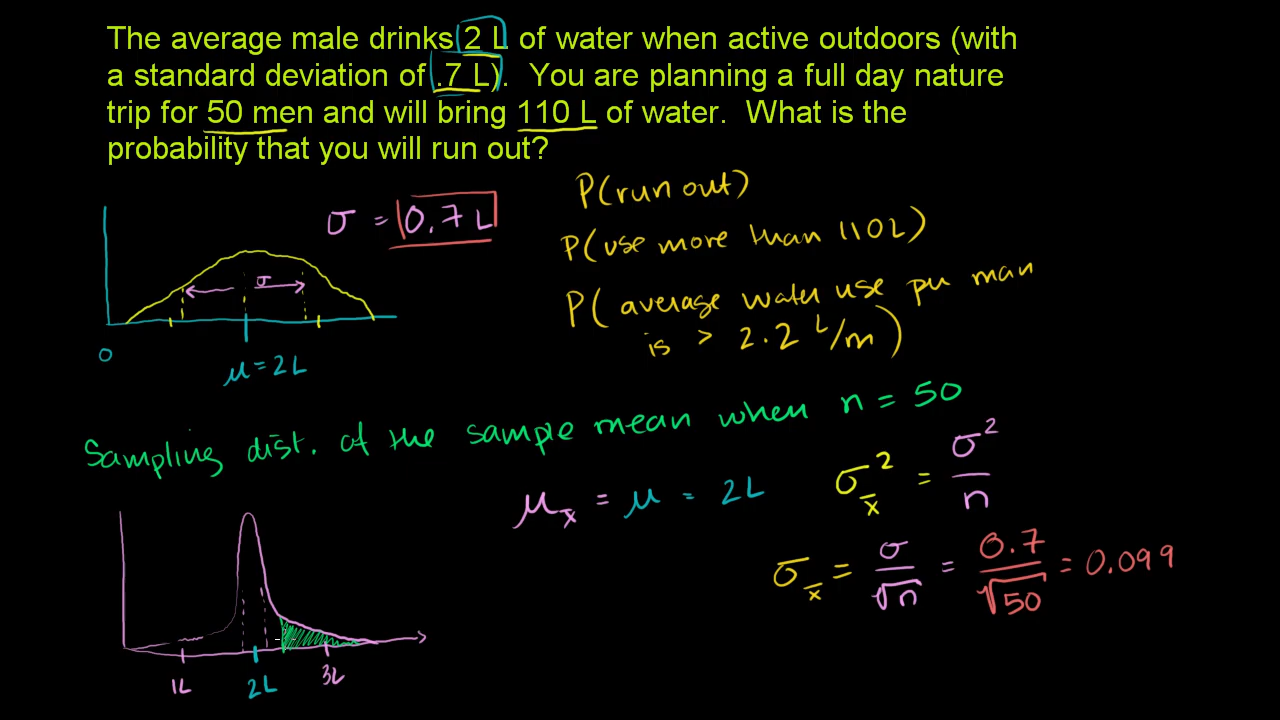 The average male drinks 2 L of water when active outdoors (with
a standard deviation of .7 L).  You are planning a full day nature
trip for 50 men and will bring 110 L of water.  What is the
probability that you will run out?
σ = 0.7 L
P(run out)
P(use more than 110 L)
P( average water use per man
is > 2.2 L/m )
σ
0
μ = 2L
Sampling dist. of the sample mean when n = 50
μ_x̄ = μ = 2L
σ_x̄² = σ²/n
σ_x̄ = σ/√n = 0.7/√50 = 0.099
1L 2L 3L